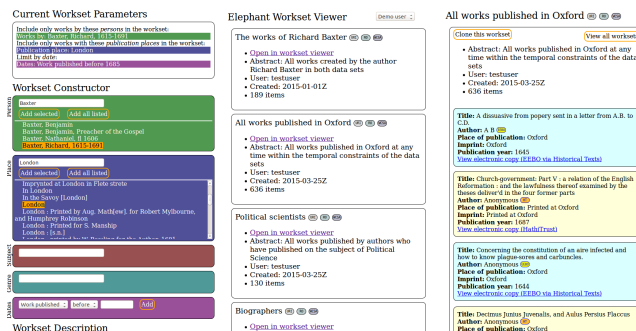 Current Workset Parameters
Include only works by these persons in the workset:
Works by: Baxter, Richard, 1615-1691
Include only works with these publication places in the workset:
Publication place: London
Limit by date:
Dates: Work published before 1685
Workset Constructor
Person
Baxter
Add selected
Add all listed
Baxter, Benjamin
Baxter, Benjamin, Preacher of the Gospel
Baxter, Nathaniel, fl 1606
Baxter, Richard, 1615-1691
Place
London
Add selected
Add all listed
Imprynted at London in Flete strete
In London
In the Savoy [London]
London
London : Printed by Aug. Math[ew]. for Robert Mylbourne,
and Humphrey Robinson
London : Printed for S. Manship
London : [s.n.]
Subject
Genre
Dates
Work published
before
Add
Workset Description
Elephant Workset Viewer
Demo user
The works of Richard Baxter
Open in workset viewer
Abstract: All works created by the author
Richard Baxter in both data sets
User: testuser
Created: 2015-01-01Z
189 items
All works published in Oxford
Open in workset viewer
Abstract: All works published in Oxford at any
time within the temporal constraints of the data
sets
User: testuser
Created: 2015-03-25Z
636 items
Political scientists
Open in workset viewer
Abstract: All works published by authors who
have published on the subject of Political
Science
User: testuser
Created: 2015-03-25Z
130 items
Biographers
Open in workset viewer
All works published in Oxford
Clone this workset
View all workset
Abstract: All works published in Oxford at any
time within the temporal constraints of the data
sets
User: testuser
Created: 2015-03-25Z
636 items
Title: A dissuasive from popery sent in a letter from A.B. to
C.D.
Author: A B
Place of publication: Oxford
Imprint: Oxford
Publication year: 1645
View electronic copy (EEBO via Historical Texts)
Title: Church-government: Part V : a relation of the English
Reformation : and the lawfulness thereof examined by the
theses deliver'd in the four former parts
Author: Anonymous
Place of publication: Printed at Oxford
Imprint: Printed at Oxford
Publication year: 1687
View electronic copy (HathiTrust)
Title: Concerning the constitution of an aire infected and
how to know plague-sores and carbuncles.
Author: Anonymous
Place of publication: Oxford
Imprint: Oxford
Publication year: 1644
View electronic copy (EEBO via Historical Texts)
Title: Decimus Junius Juvenalis, and Aulus Persius Flaccus
Author: Anonymous
Place of publication: Oxford